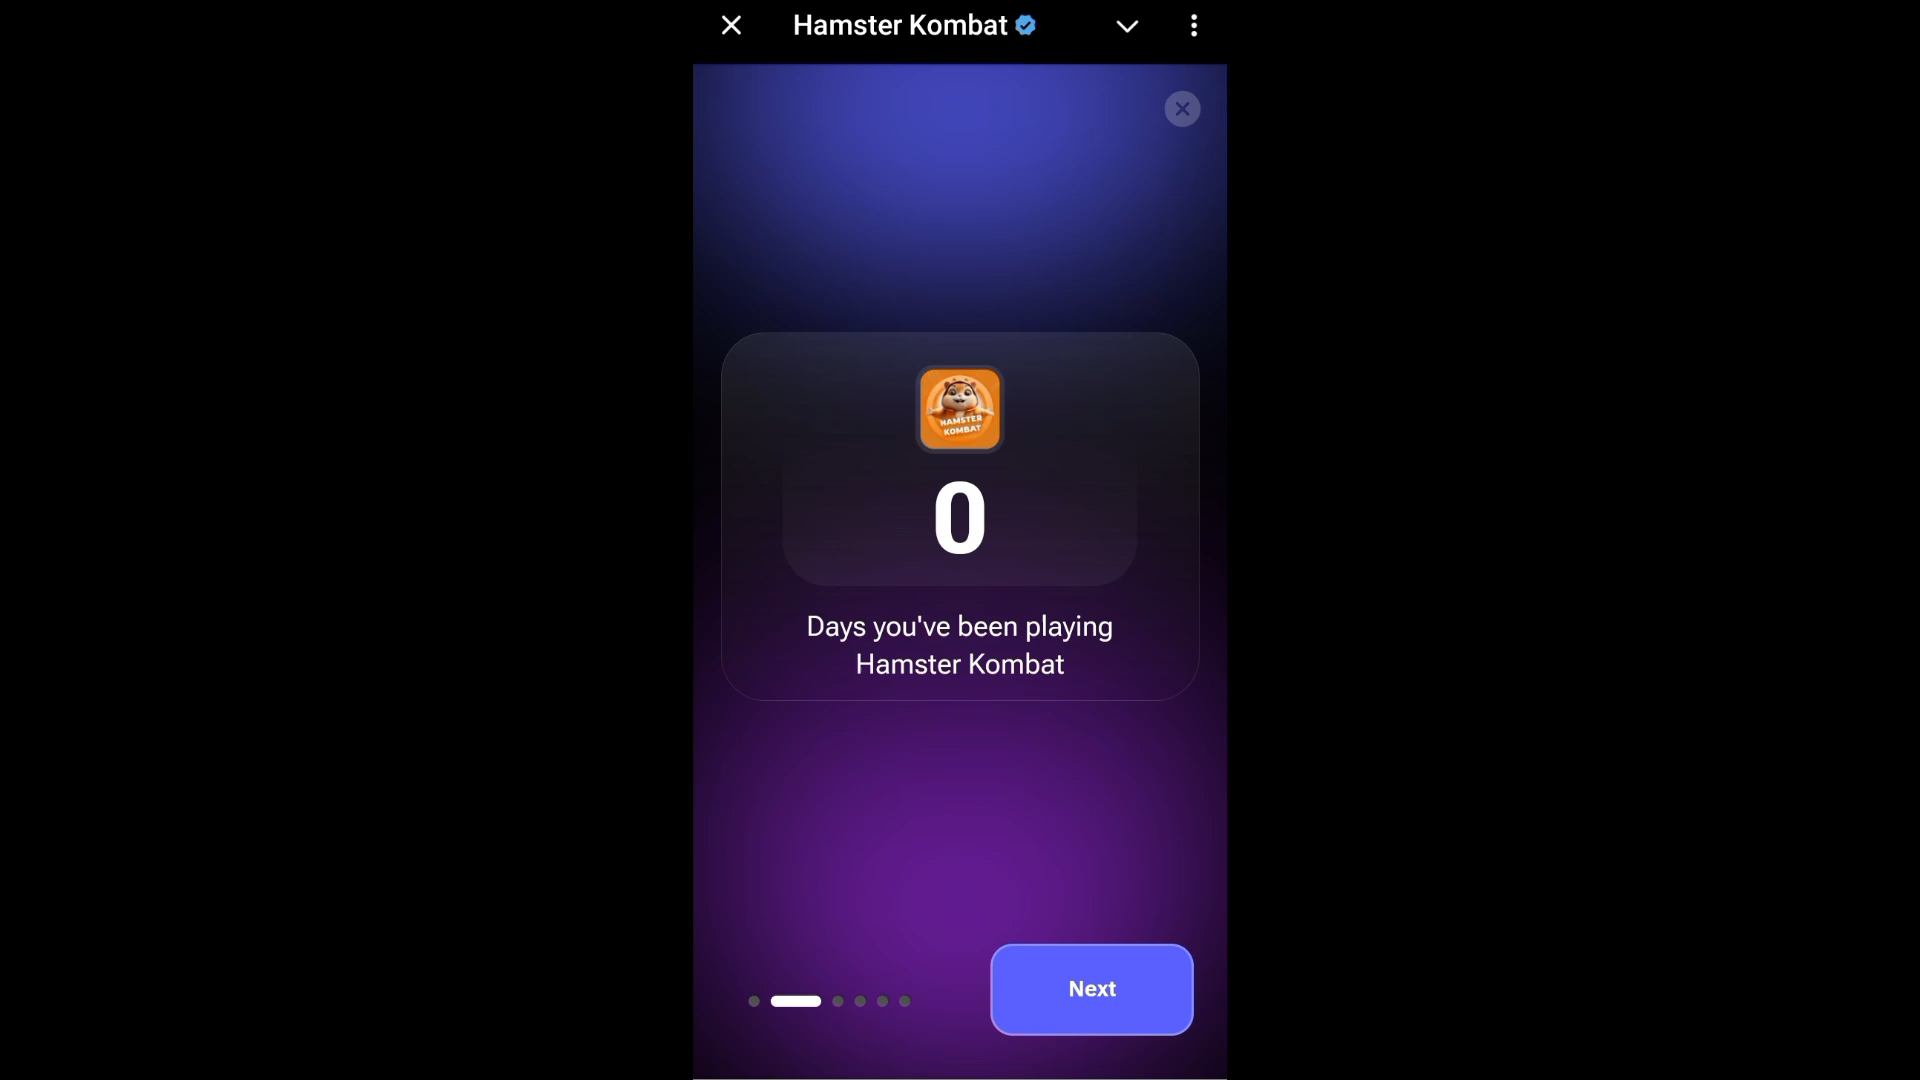 Hamster Kombat
HAMSTER
KOMBAT
0
Days you've been playing
Hamster Kombat
Next